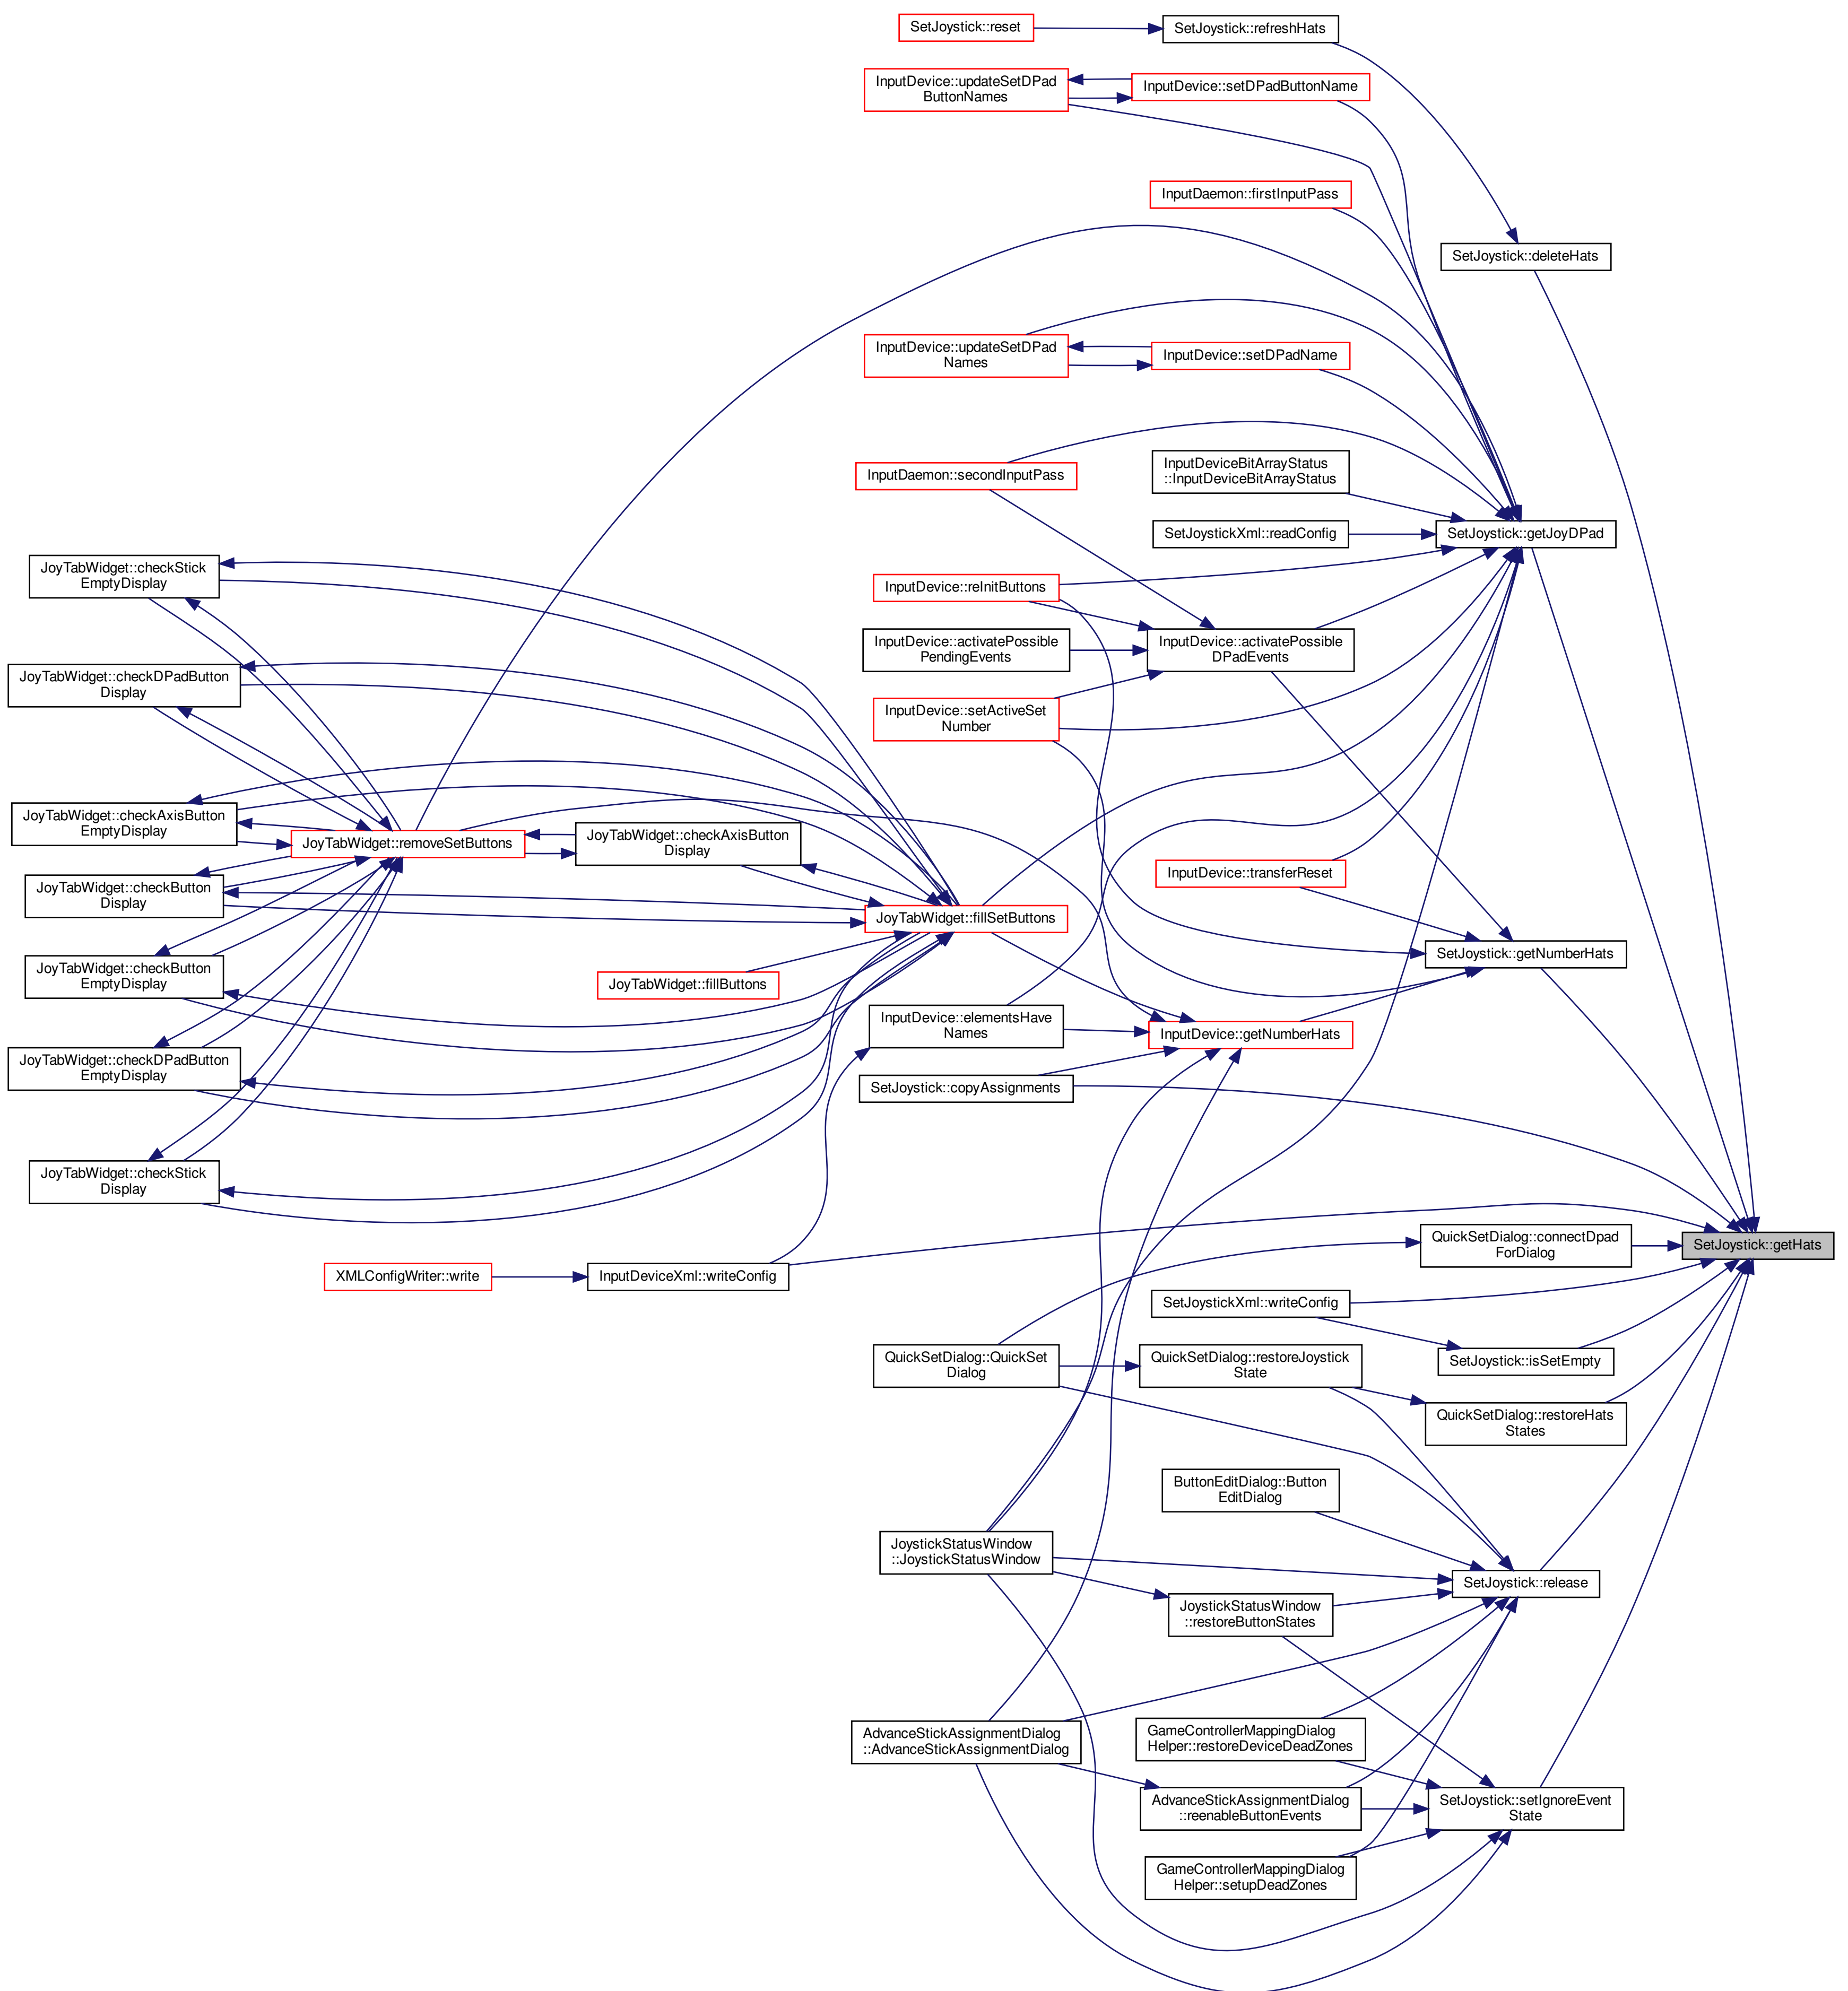 SetJoystick::reset
SetJoystick::refreshHats
InputDevice::updateSetDPad
ButtonNames
InputDevice::setDPadButtonName
InputDaemon::firstInputPass
SetJoystick::deleteHats
InputDevice::updateSetDPad
Names
InputDevice::setDPadName
InputDaemon::secondInputPass
InputDeviceBitArrayStatus
::InputDeviceBitArrayStatus
SetJoystickXml::readConfig
SetJoystick::getJoyDPad
JoyTabWidget::checkStick
EmptyDisplay
InputDevice::reInitButtons
InputDevice::activatePossible
PendingEvents
InputDevice::activatePossible
DPadEvents
JoyTabWidget::checkDPadButton
Display
InputDevice::setActiveSet
Number
JoyTabWidget::checkAxisButton
EmptyDisplay
JoyTabWidget::removeSetButtons
JoyTabWidget::checkAxisButton
Display
InputDevice::transferReset
JoyTabWidget::checkButton
Display
JoyTabWidget::fillSetButtons
SetJoystick::getNumberHats
JoyTabWidget::checkButton
EmptyDisplay
JoyTabWidget::fillButtons
InputDevice::elementsHave
Names
InputDevice::getNumberHats
JoyTabWidget::checkDPadButton
EmptyDisplay
SetJoystick::copyAssignments
JoyTabWidget::checkStick
Display
QuickSetDialog::connectDpad
ForDialog
SetJoystick::getHats
XMLConfigWriter::write
InputDeviceXml::writeConfig
SetJoystickXml::writeConfig
QuickSetDialog::QuickSet
Dialog
QuickSetDialog::restoreJoystick
State
SetJoystick::isSetEmpty
QuickSetDialog::restoreHats
States
ButtonEditDialog::Button
EditDialog
JoystickStatusWindow
::JoystickStatusWindow
SetJoystick::release
JoystickStatusWindow
::restoreButtonStates
AdvanceStickAssignmentDialog
::AdvanceStickAssignmentDialog
GameControllerMappingDialog
Helper::restoreDeviceDeadZones
AdvanceStickAssignmentDialog
::reenableButtonEvents
SetJoystick::setIgnoreEvent
State
GameControllerMappingDialog
Helper::setupDeadZones